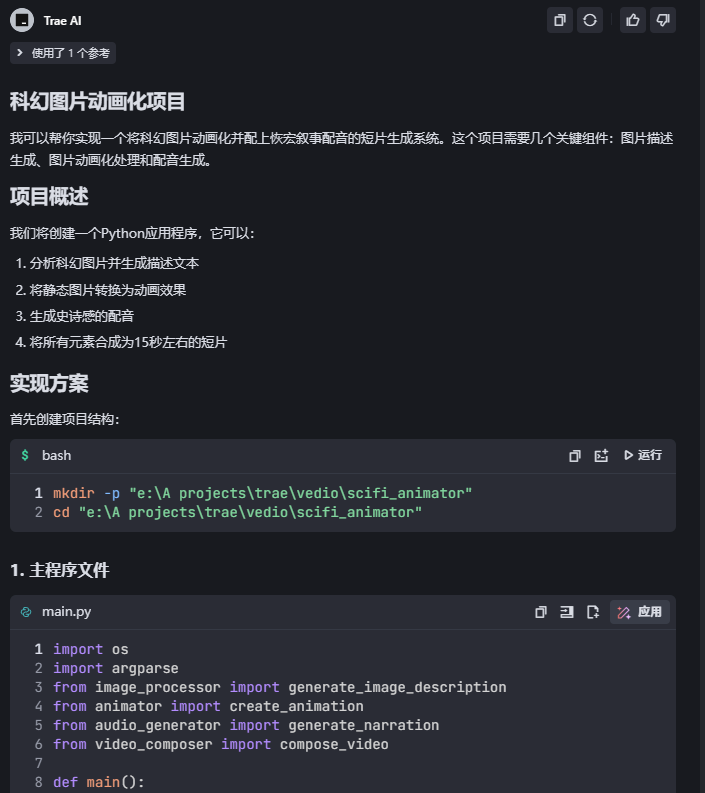 Trae AI
使用了 1 个参考
科幻图片动画化项目
我可以帮你实现一个将科幻图片动画化并配上恢宏叙事配音的短片生成系统。这个项目需要几个关键组件：图片描述
生成、图片动画化处理和配音生成。
项目概述
我们将创建一个Python应用程序，它可以：
1. 分析科幻图片并生成描述文本
2. 将静态图片转换为动画效果
3. 生成史诗感的配音
4. 将所有元素合成为15秒左右的短片
实现方案
首先创建项目结构：
$ bash 运行
1 mkdir -p "e:\A projects\trae\vedio\scifi_animator"
2 cd "e:\A projects\trae\vedio\scifi_animator"
1. 主程序文件
main.py 应用
1 import os
2 import argparse
3 from image_processor import generate_image_description
4 from animator import create_animation
5 from audio_generator import generate_narration
6 from video_composer import compose_video
7
8 def main():